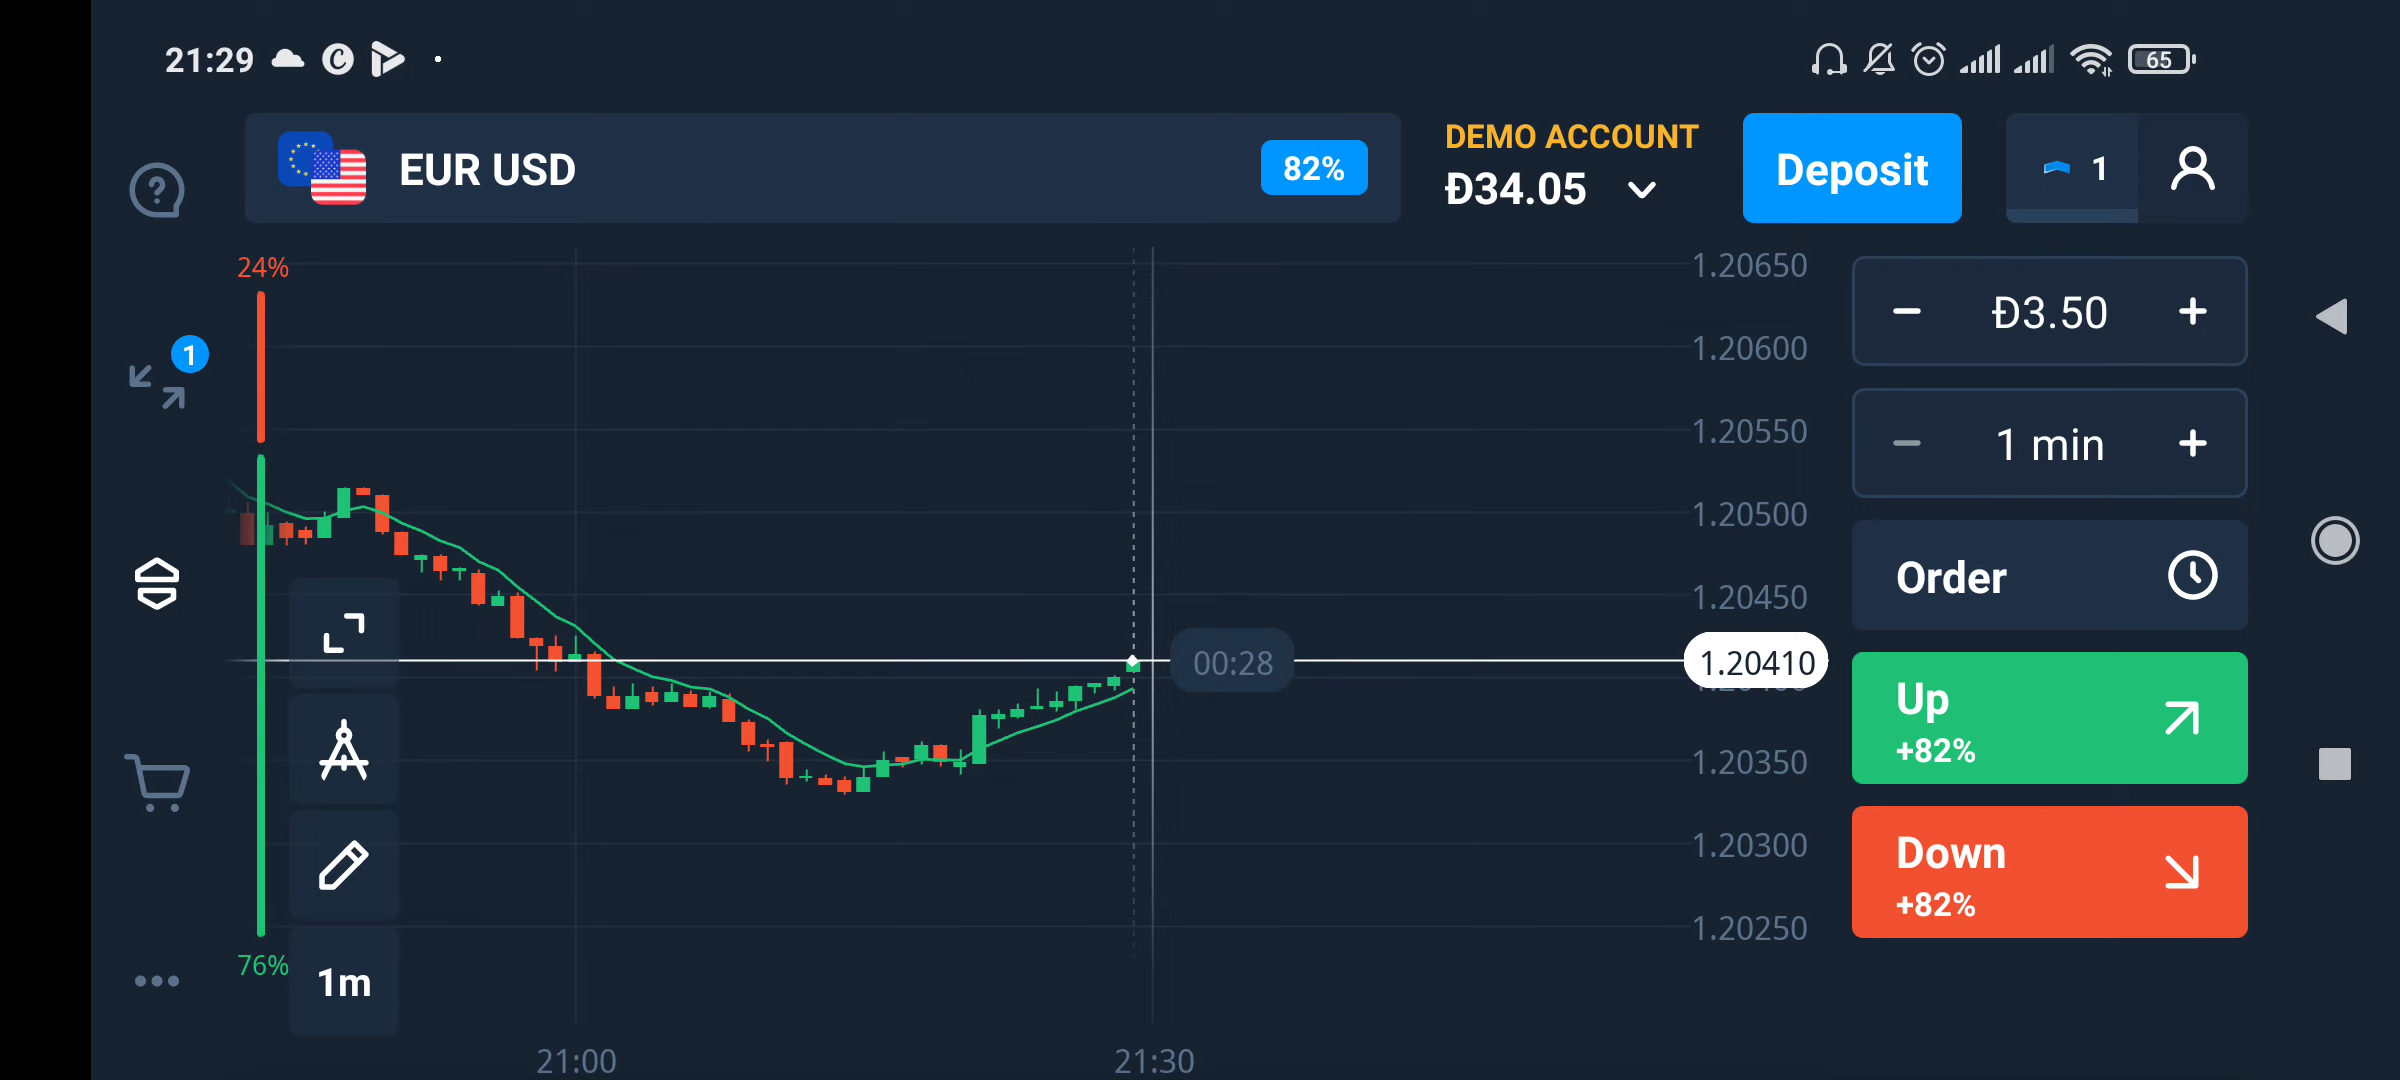 21:29
65
EUR USD
82%
DEMO ACCOUNT
Đ34.05
Deposit
1
24%
1
1.20650
1.20600
1.20550
1.20500
1.20450
1.20410
1.20350
1.20300
1.20250
00:28
Đ3.50
1 min
Order
Up
+82%
Down
+82%
76%
1m
21:00
21:30